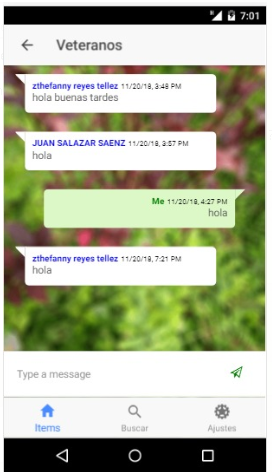 7:01
Veteranos
zthefanny reyes tellez 11/20/18, 3:48 PM
hola buenas tardes
JUAN SALAZAR SAENZ 11/20/18, 3:57 PM
hola
Me 11/20/18, 4:27 PM
hola
zthefanny reyes tellez 11/20/18, 7:21 PM
hola
Type a message
Items Buscar Ajustes